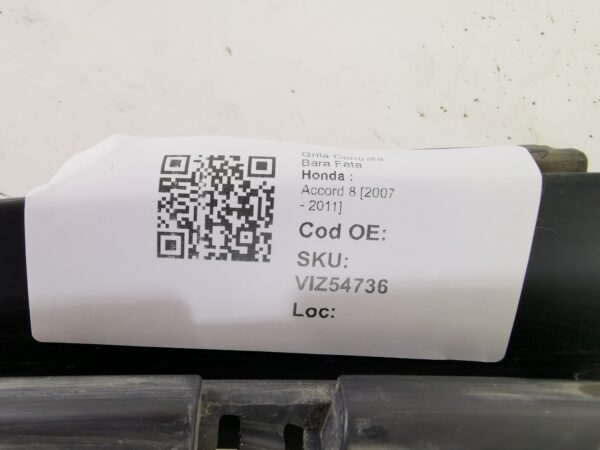 Grila Centrala
Bara Fata
Honda :
Accord 8 [2007
- 2011]
Cod OE:
SKU:
VIZ54736
Loc: